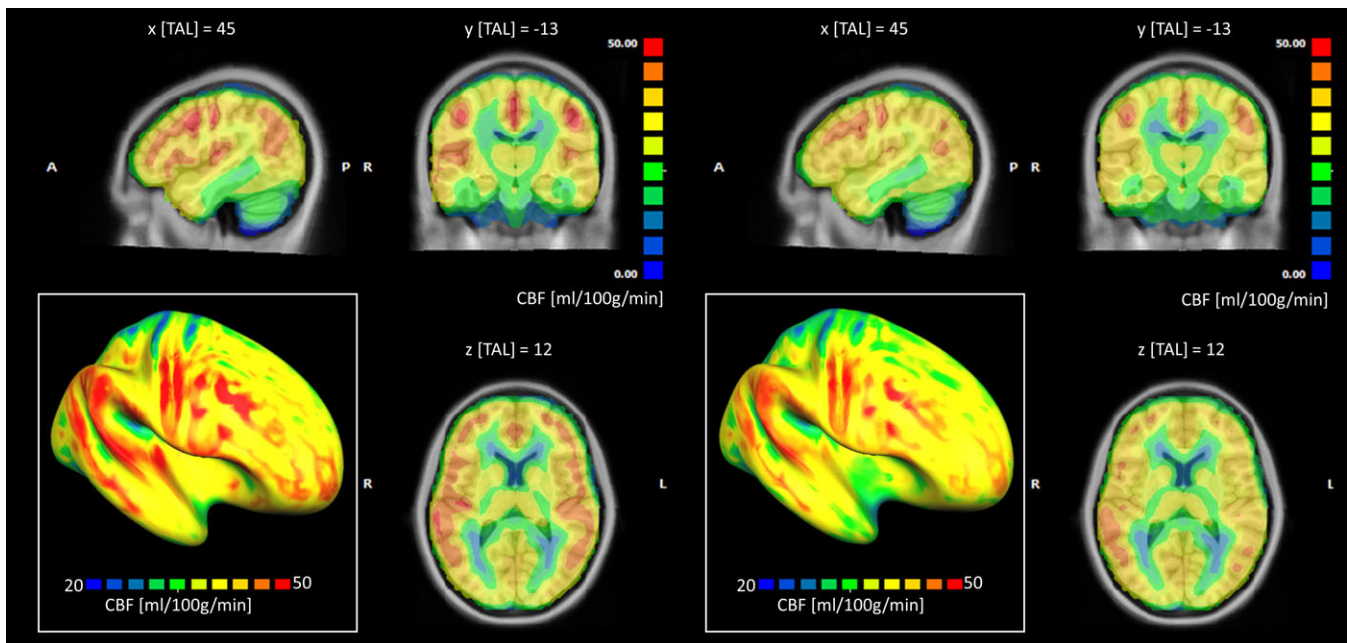 x [TAL] = 45
y [TAL] = -13
50.00
A
P
R
0.00
CBF [ml/100g/min]
z [TAL] = 12
R
L
20
50
CBF [ml/100g/min]
x [TAL] = 45
y [TAL] = -13
50.00
A
P
R
0.00
CBF [ml/100g/min]
z [TAL] = 12
R
L
20
50
CBF [ml/100g/min]